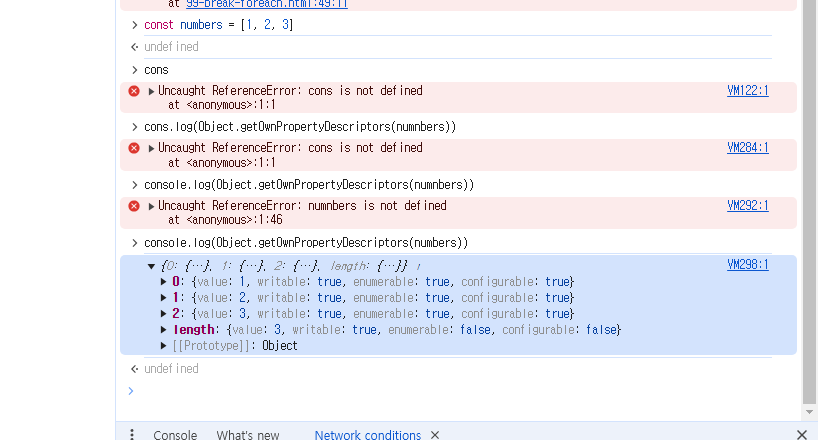 at 99-break-foreach.html:49:11
const numbers = [1, 2, 3]
undefined
cons
Uncaught ReferenceError: cons is not defined VM122:1
at <anonymous>:1:1
cons.log(Object.getOwnPropertyDescriptors(numnbers))
Uncaught ReferenceError: cons is not defined VM284:1
at <anonymous>:1:1
console.log(Object.getOwnPropertyDescriptors(numnbers))
Uncaught ReferenceError: numnbers is not defined VM292:1
at <anonymous>:1:46
console.log(Object.getOwnPropertyDescriptors(numbers))
{0: {…}, 1: {…}, 2: {…}, length: {…}} i VM298:1
0: {value: 1, writable: true, enumerable: true, configurable: true}
1: {value: 2, writable: true, enumerable: true, configurable: true}
2: {value: 3, writable: true, enumerable: true, configurable: true}
length: {value: 3, writable: true, enumerable: false, configurable: false}
[[Prototype]]: Object
undefined
Console What's new Network conditions